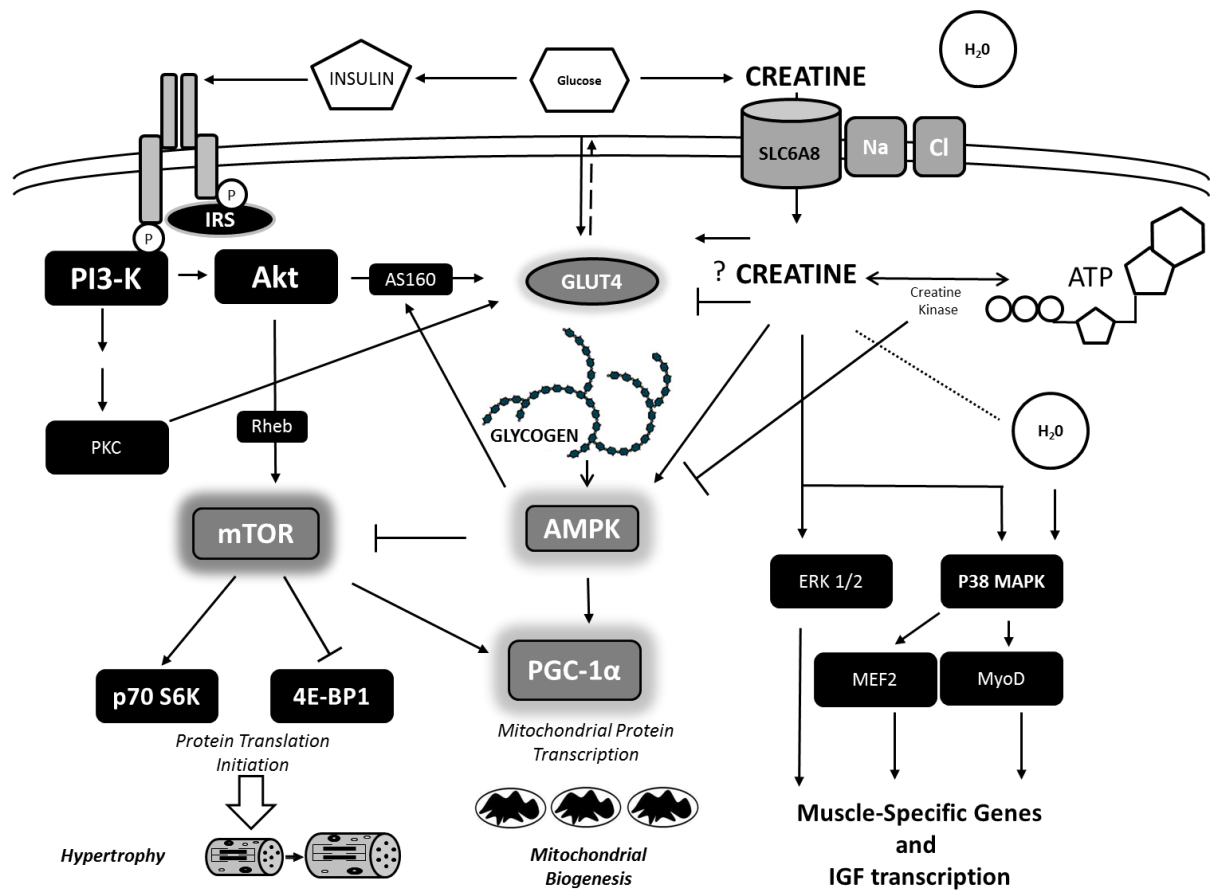 H20
INSULIN
Glucose
CREATINE
SLC6A8
Na
Cl
P
IRS
P
PI3-K
Akt
AS160
GLUT4
? CREATINE
ATP
Creatine
Kinase
PKC
Rheb
GLYCOGEN
H20
mTOR
AMPK
ERK 1/2
P38 MAPK
p70 S6K
4E-BP1
PGC-1α
MEF2
MyoD
Protein Translation
Initiation
Mitochondrial Protein
Transcription
Hypertrophy
Mitochondrial
Biogenesis
Muscle-Specific Genes
and
IGF transcription